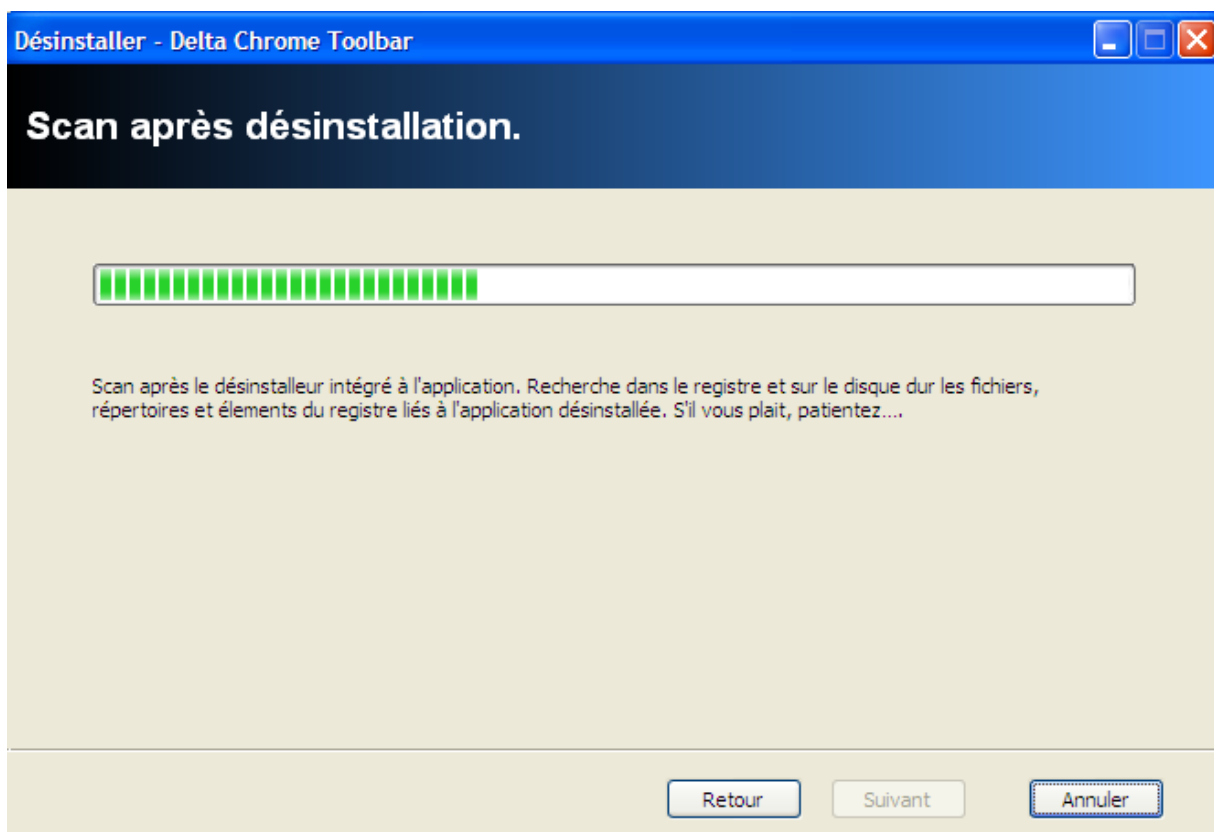 Désinstaller - Delta Chrome Toolbar
Scan après désinstallation.
Scan après le désinstalleur intégré à l'application. Recherche dans le registre et sur le disque dur les fichiers,
répertoires et élements du registre liés à l'application désinstallée. S'il vous plait, patientez....
Retour
Suivant
Annuler